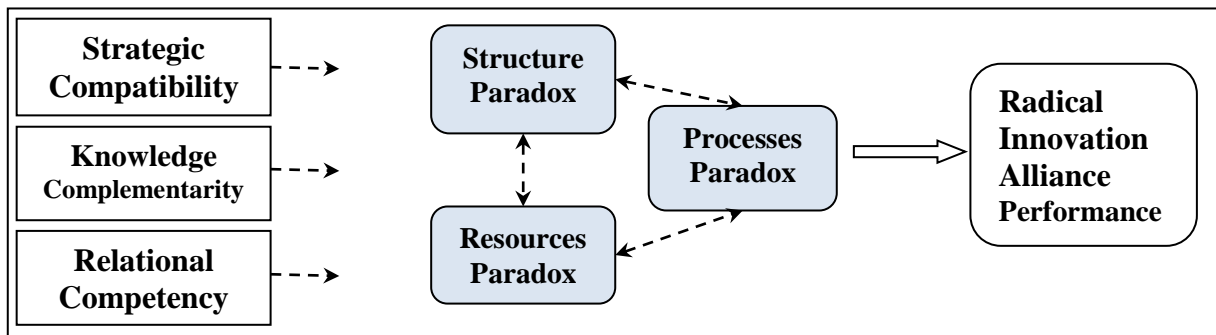 Strategic
Compatibility
Knowledge
Complementarity
Relational
Competency
Structure
Paradox
Resources
Paradox
Processes
Paradox
Radical
Innovation
Alliance
Performance